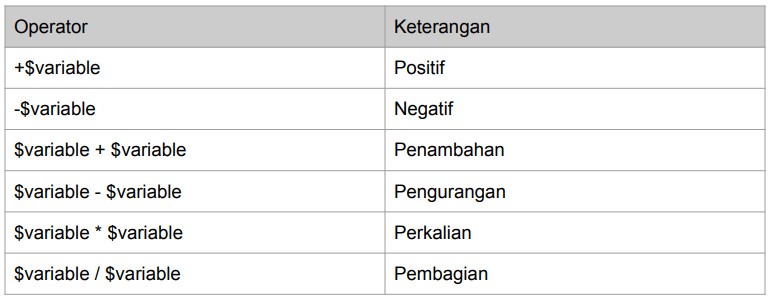 Operator Keterangan
+$variable Positif
-$variable Negatif
$variable + $variable Penambahan
$variable - $variable Pengurangan
$variable * $variable Perkalian
$variable / $variable Pembagian